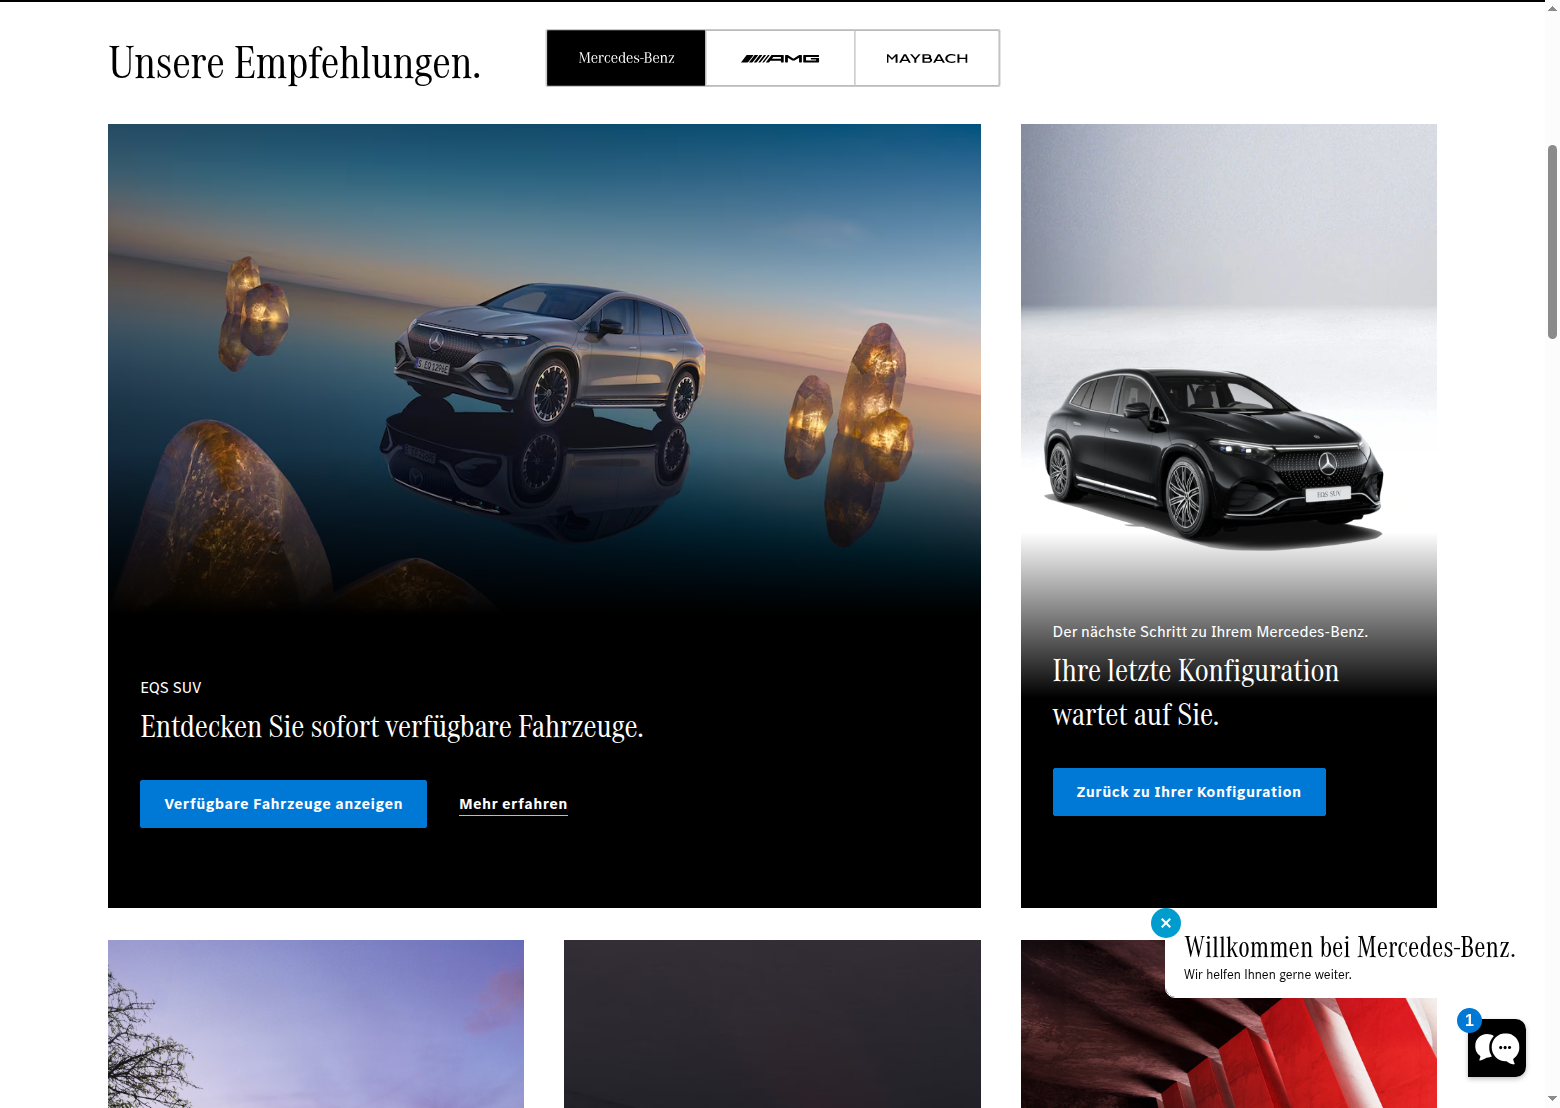 Unsere Empfehlungen.
Mercedes-Benz
AMG
MAYBACH
EQS SUV
EQS SUV
Entdecken Sie sofort verfügbare Fahrzeuge.
Verfügbare Fahrzeuge anzeigen
Mehr erfahren
Der nächste Schritt zu Ihrem Mercedes-Benz.
Ihre letzte Konfiguration
wartet auf Sie.
Zurück zu Ihrer Konfiguration
Willkommen bei Mercedes-Benz.
Wir helfen Ihnen gerne weiter.
1